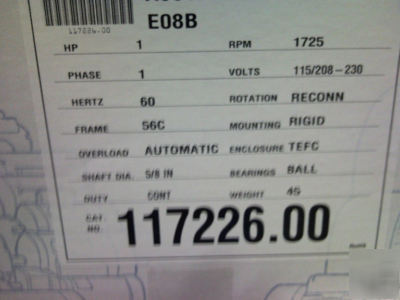 117226.00
E08B
HP 1 RPM 1725
PHASE 1 VOLTS 115/208-230
HERTZ 60 ROTATION RECONN
FRAME 56C MOUNTING RIGID
OVERLOAD AUTOMATIC ENCLOSURE TEFC
SHAFT DIA. 5/8 IN BEARINGS BALL
DUTY CONT WEIGHT 45
CAT. NO. 117226.00